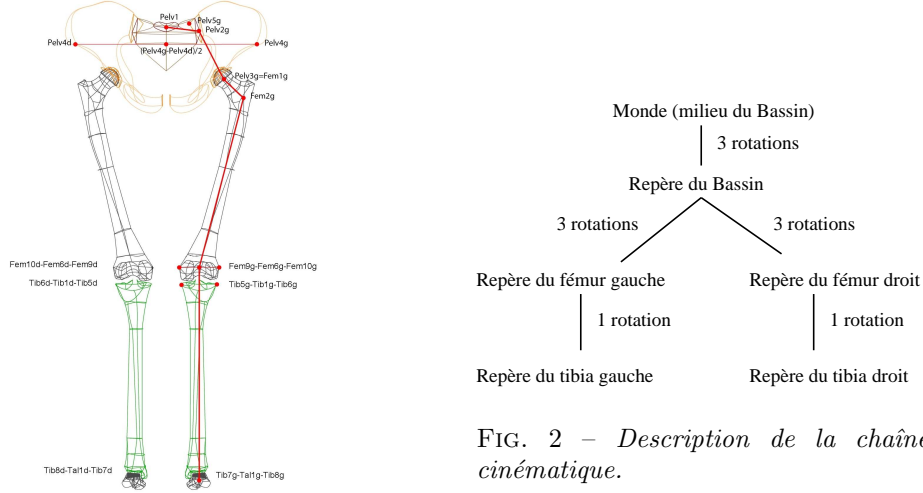 Pelv1
Pelv5g
Pelv2g
Pelv4d
(Pelv4g-Pelv4d)/2
Pelv4g
Pelv3g=Fem1g
Fem2g
Fem10d-Fem6d-Fem9d
Fem9g-Fem6g-Fem10g
Tib6d-Tib1d-Tib5d
Tib5g-Tib1g-Tib6g
Tib8d-Tal1d-Tib7d
Tib7g-Tal1g-Tib8g
Monde (milieu du Bassin)
3 rotations
Repère du Bassin
3 rotations 3 rotations
Repère du fémur gauche Repère du fémur droit
1 rotation 1 rotation
Repère du tibia gauche Repère du tibia droit
FIG. 2 – Description de la chaîne
cinématique.